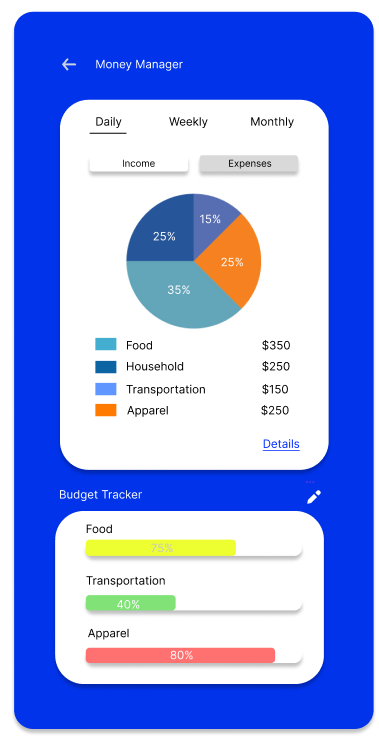 Money Manager
Daily Weekly Monthly
Income Expenses
15%
25%
25%
35%
Food $350
Household $250
Transportation $150
Apparel $250
Details
Budget Tracker
Food
75%
Transportation
40%
Apparel
80%